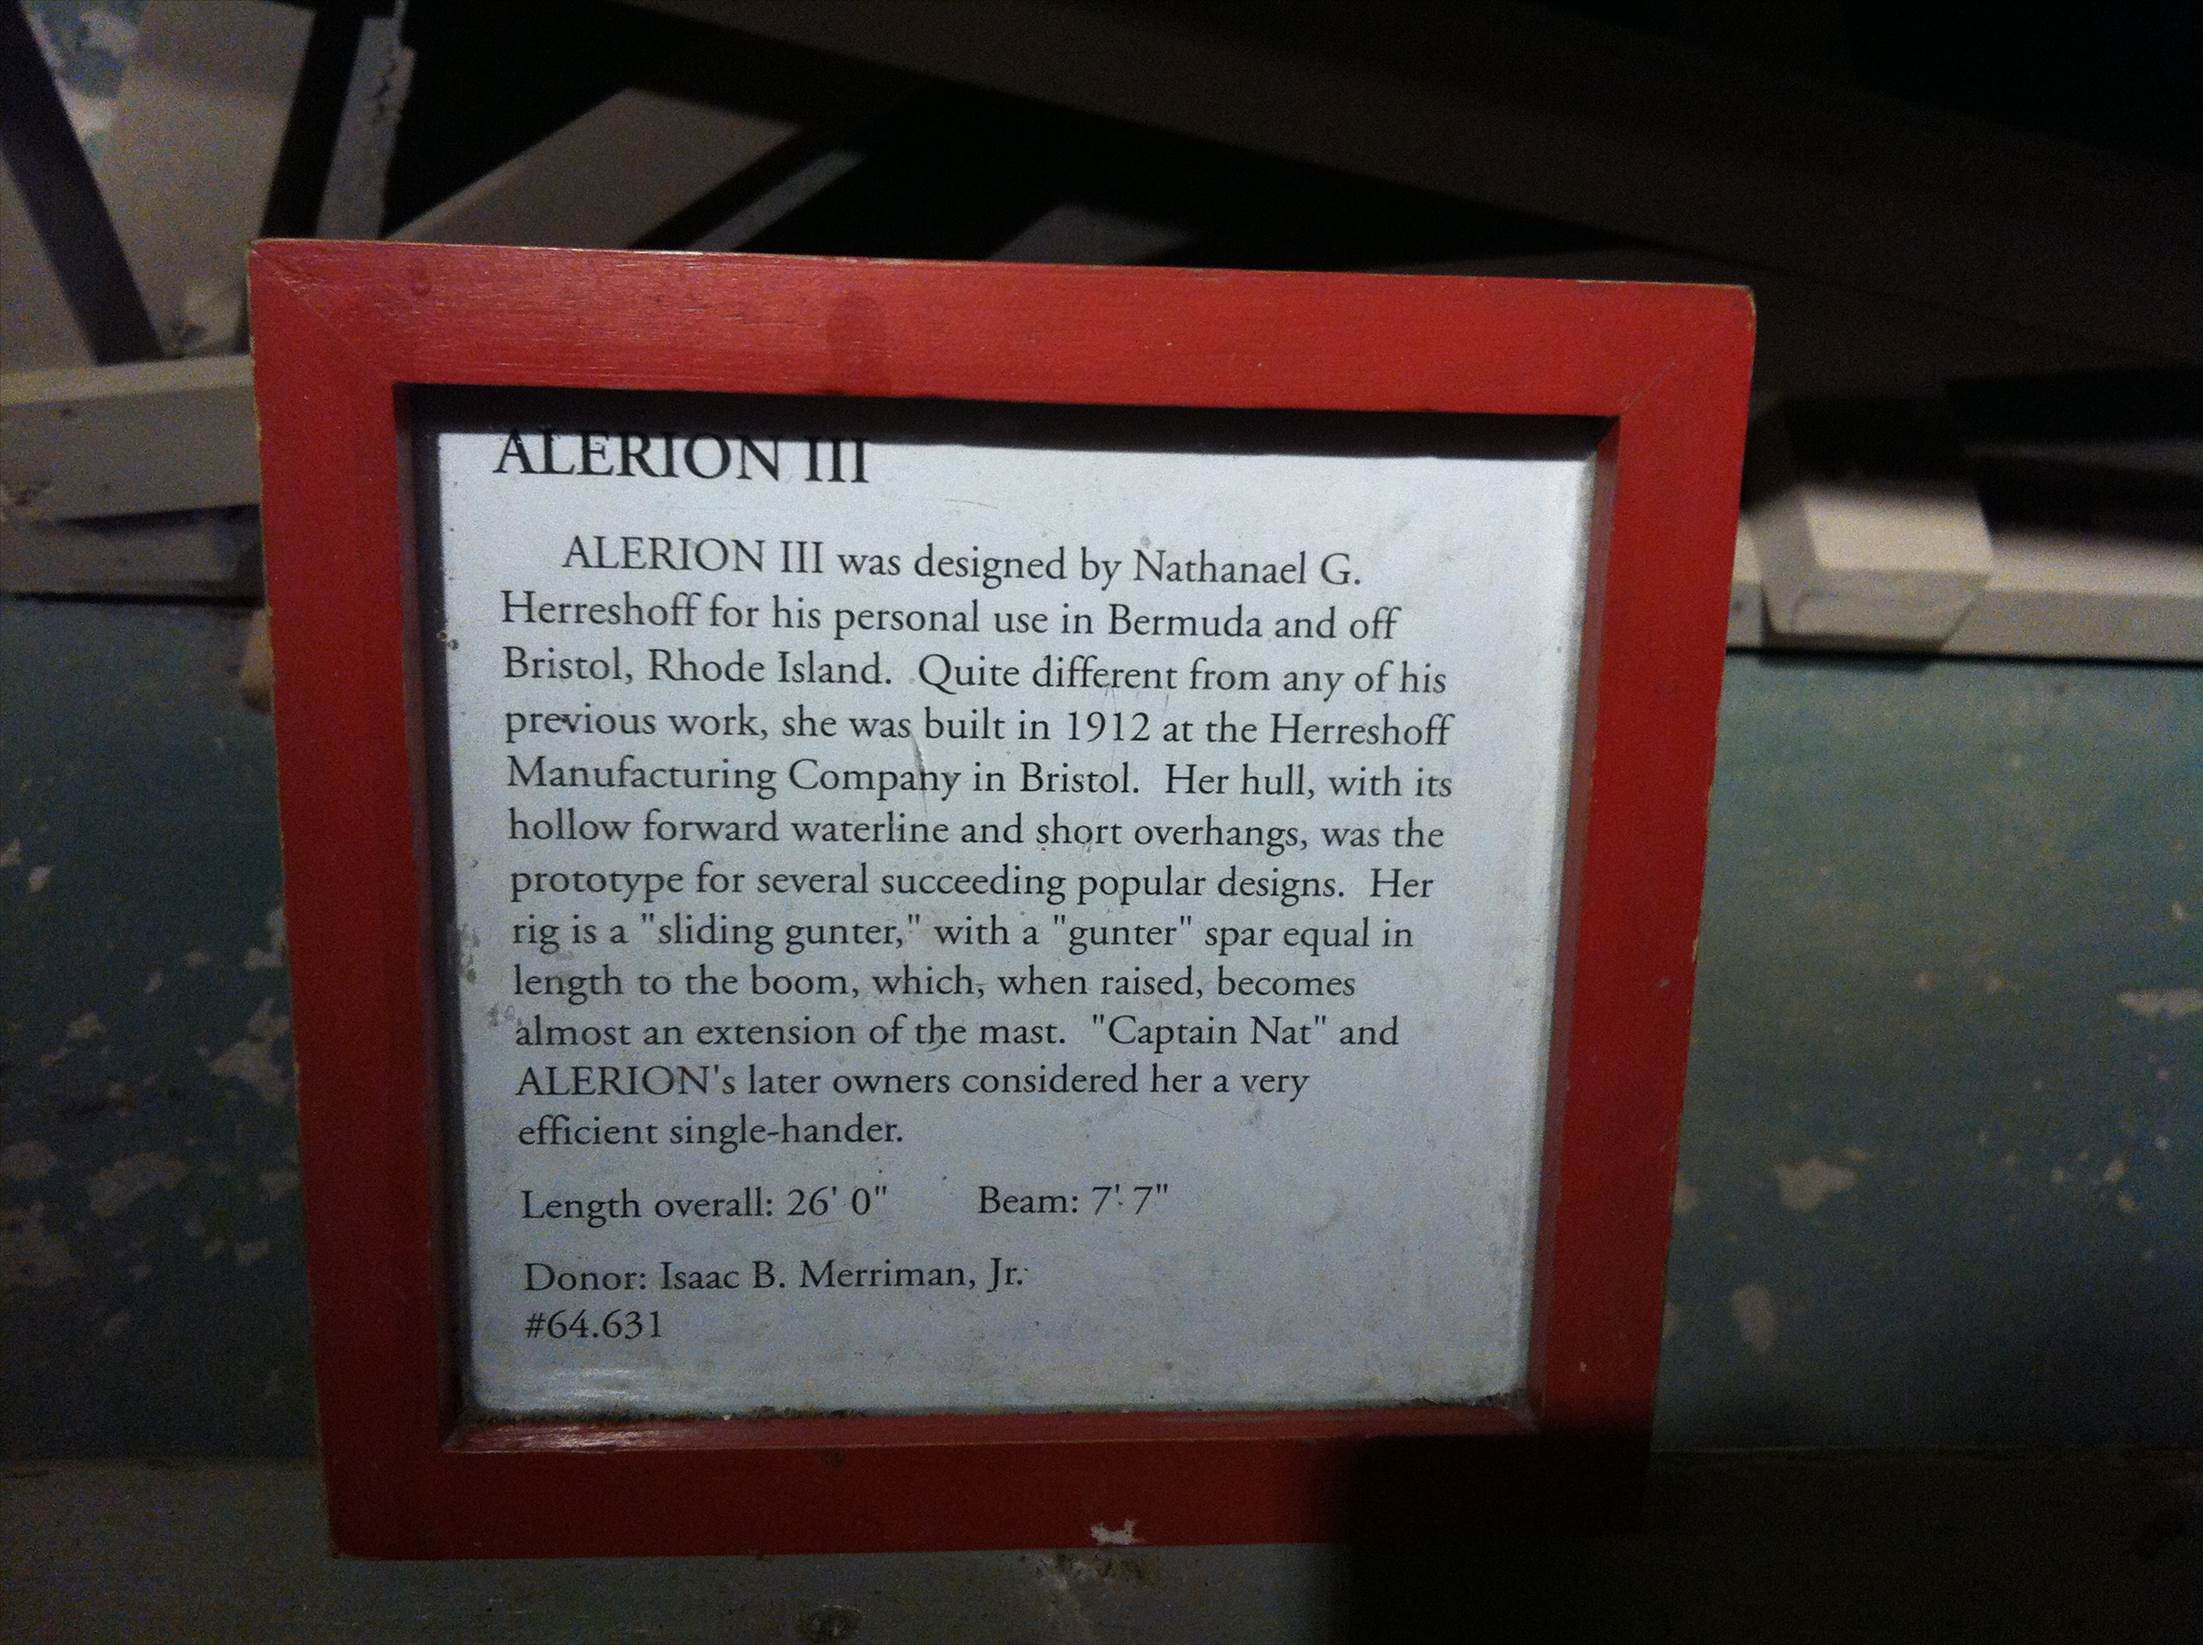 ALERION III
ALERION III was designed by Nathanael G.
Herreshoff for his personal use in Bermuda and off
Bristol, Rhode Island. Quite different from any of his
previous work, she was built in 1912 at the Herreshoff
Manufacturing Company in Bristol. Her hull, with its
hollow forward waterline and short overhangs, was the
prototype for several succeeding popular designs. Her
rig is a "sliding gunter," with a "gunter" spar equal in
length to the boom, which, when raised, becomes
almost an extension of the mast. "Captain Nat" and
ALERION's later owners considered her a very
efficient single-hander.
Length overall: 26' 0" Beam: 7' 7"
Donor: Isaac B. Merriman, Jr.
#64.631